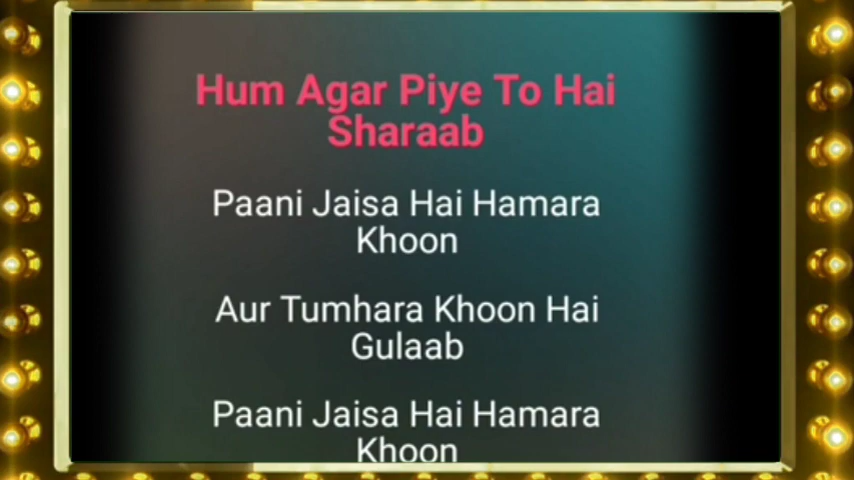 Hum Agar Piye To Hai
Sharaab
Paani Jaisa Hai Hamara
Khoon
Aur Tumhara Khoon Hai
Gulaab
Paani Jaisa Hai Hamara
Khoon